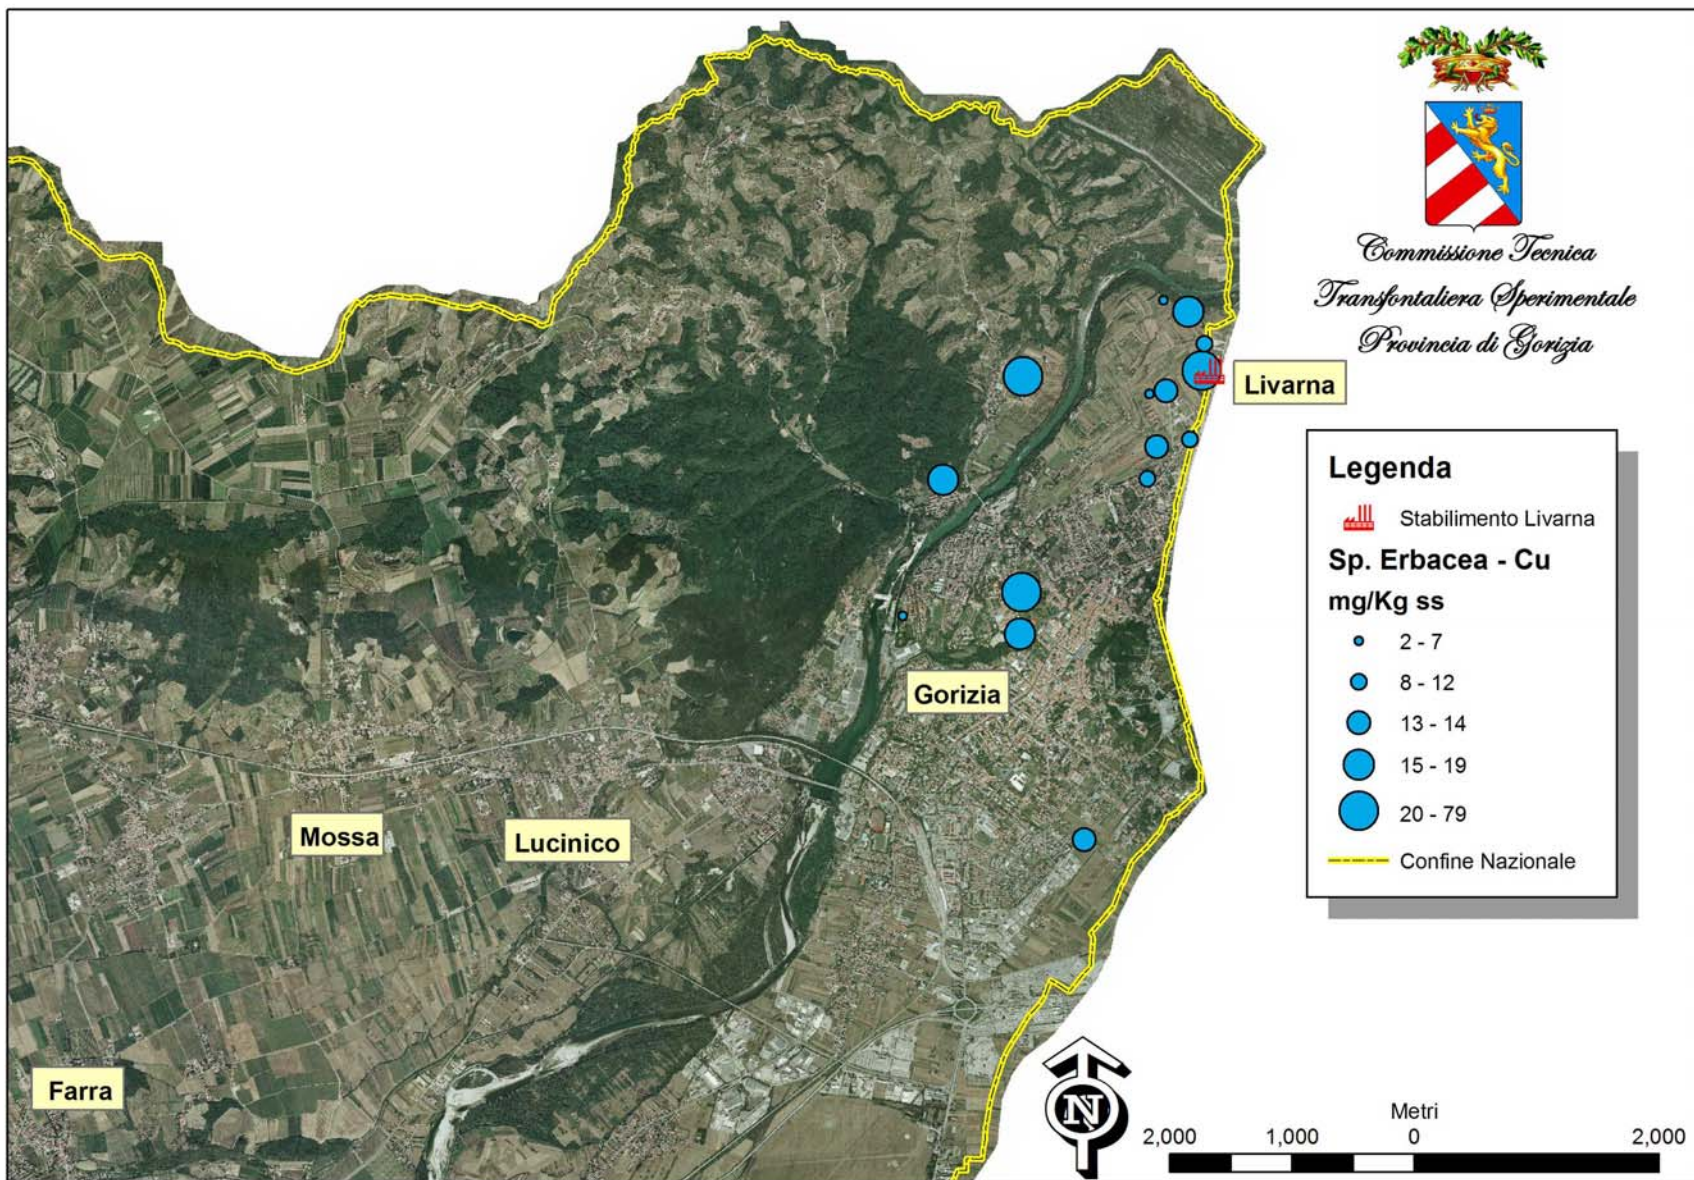 Commissione Tecnica
Transfontaliera Sperimentale
Provincia di Gorizia
Livarna
Legenda
Stabilimento Livarna
Sp. Erbacea - Cu
mg/Kg ss
2 - 7
8 - 12
13 - 14
15 - 19
20 - 79
Confine Nazionale
Gorizia
Mossa
Lucinico
Farra
N
Metri
2,000 1,000 0 2,000